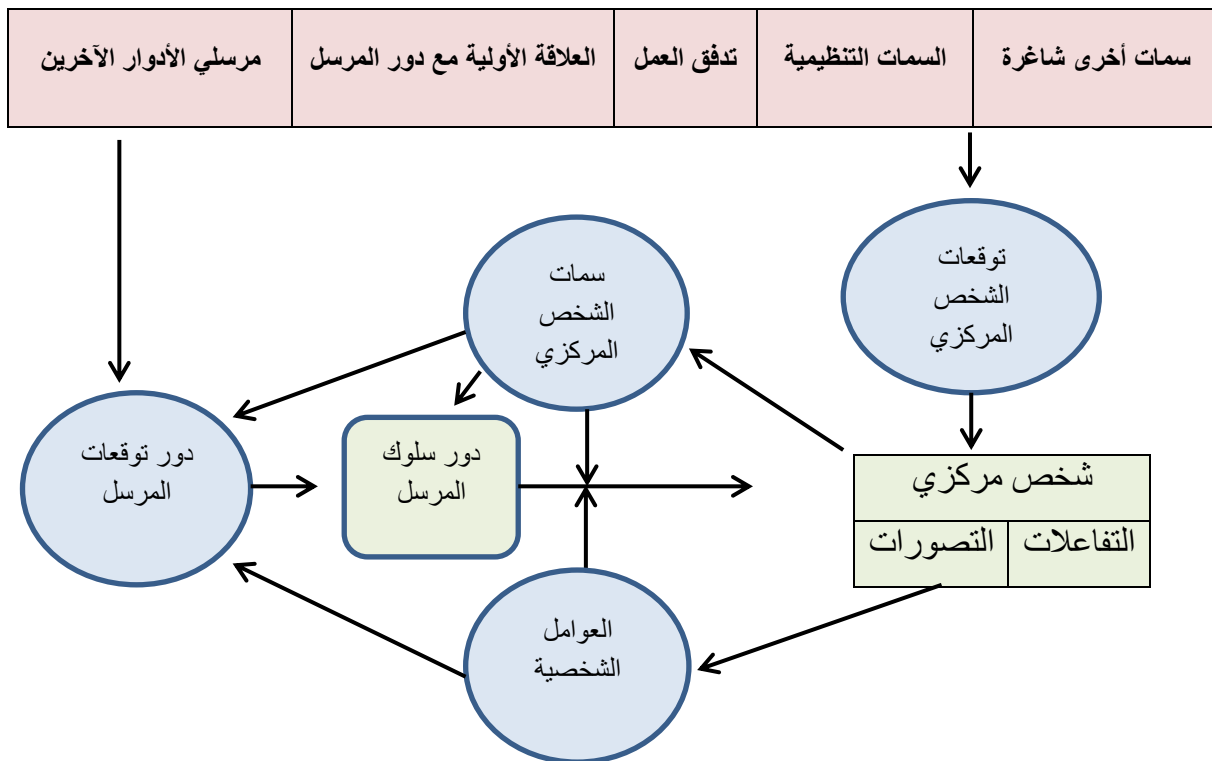 سمات أخرى شاغرة
السمات التنظيمية
تدفق العمل
العلاقة الأولية مع دور المرسل
مرسلي الأدوار الآخرين
توقعات
الشخص
المركزي
سمات
الشخص
المركزي
دور سلوك
المرسل
دور توقعات
المرسل
شخص مركزي
التفاعلات
التصورات
العوامل
الشخصية